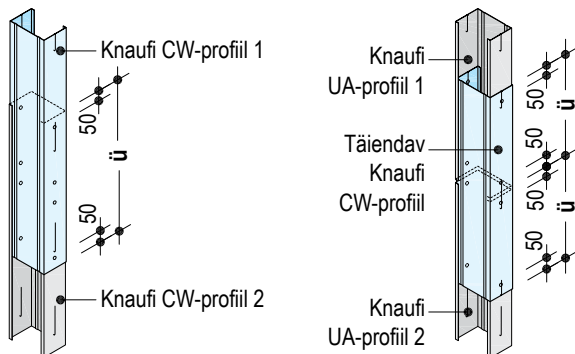 Knaufi CW-profiil 1
50
ü
50
Knaufi CW-profiil 2
Knaufi
UA-profiil 1
50
ü
Täiendav
Knaufi
CW-profiil
50
50
ü
50
Knaufi
UA-profiil 2